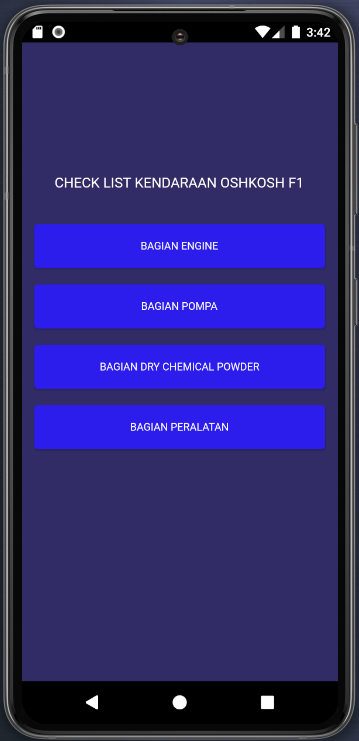 3:42
CHECK LIST KENDARAAN OSHKOSH F1
BAGIAN ENGINE
BAGIAN POMPA
BAGIAN DRY CHEMICAL POWDER
BAGIAN PERALATAN